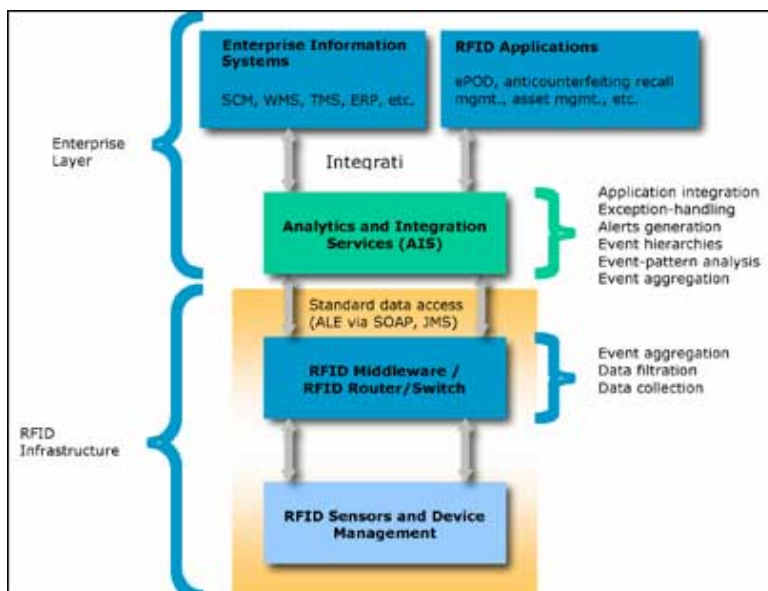 Enterprise Information
Systems
SCM, WMS, TMS, ERP, etc.
RFID Applications
ePOD, anticounterfeiting recall
mgmt., asset mgmt., etc.
Enterprise
Layer
Integrati
Analytics and Integration
Services (AIS)
Application integration
Exception-handling
Alerts generation
Event hierarchies
Event-pattern analysis
Event aggregation
Standard data access
(ALE via SOAP, JMS)
RFID Middleware /
RFID Router/Switch
Event aggregation
Data filtration
Data collection
RFID
Infrastructure
RFID Sensors and Device
Management